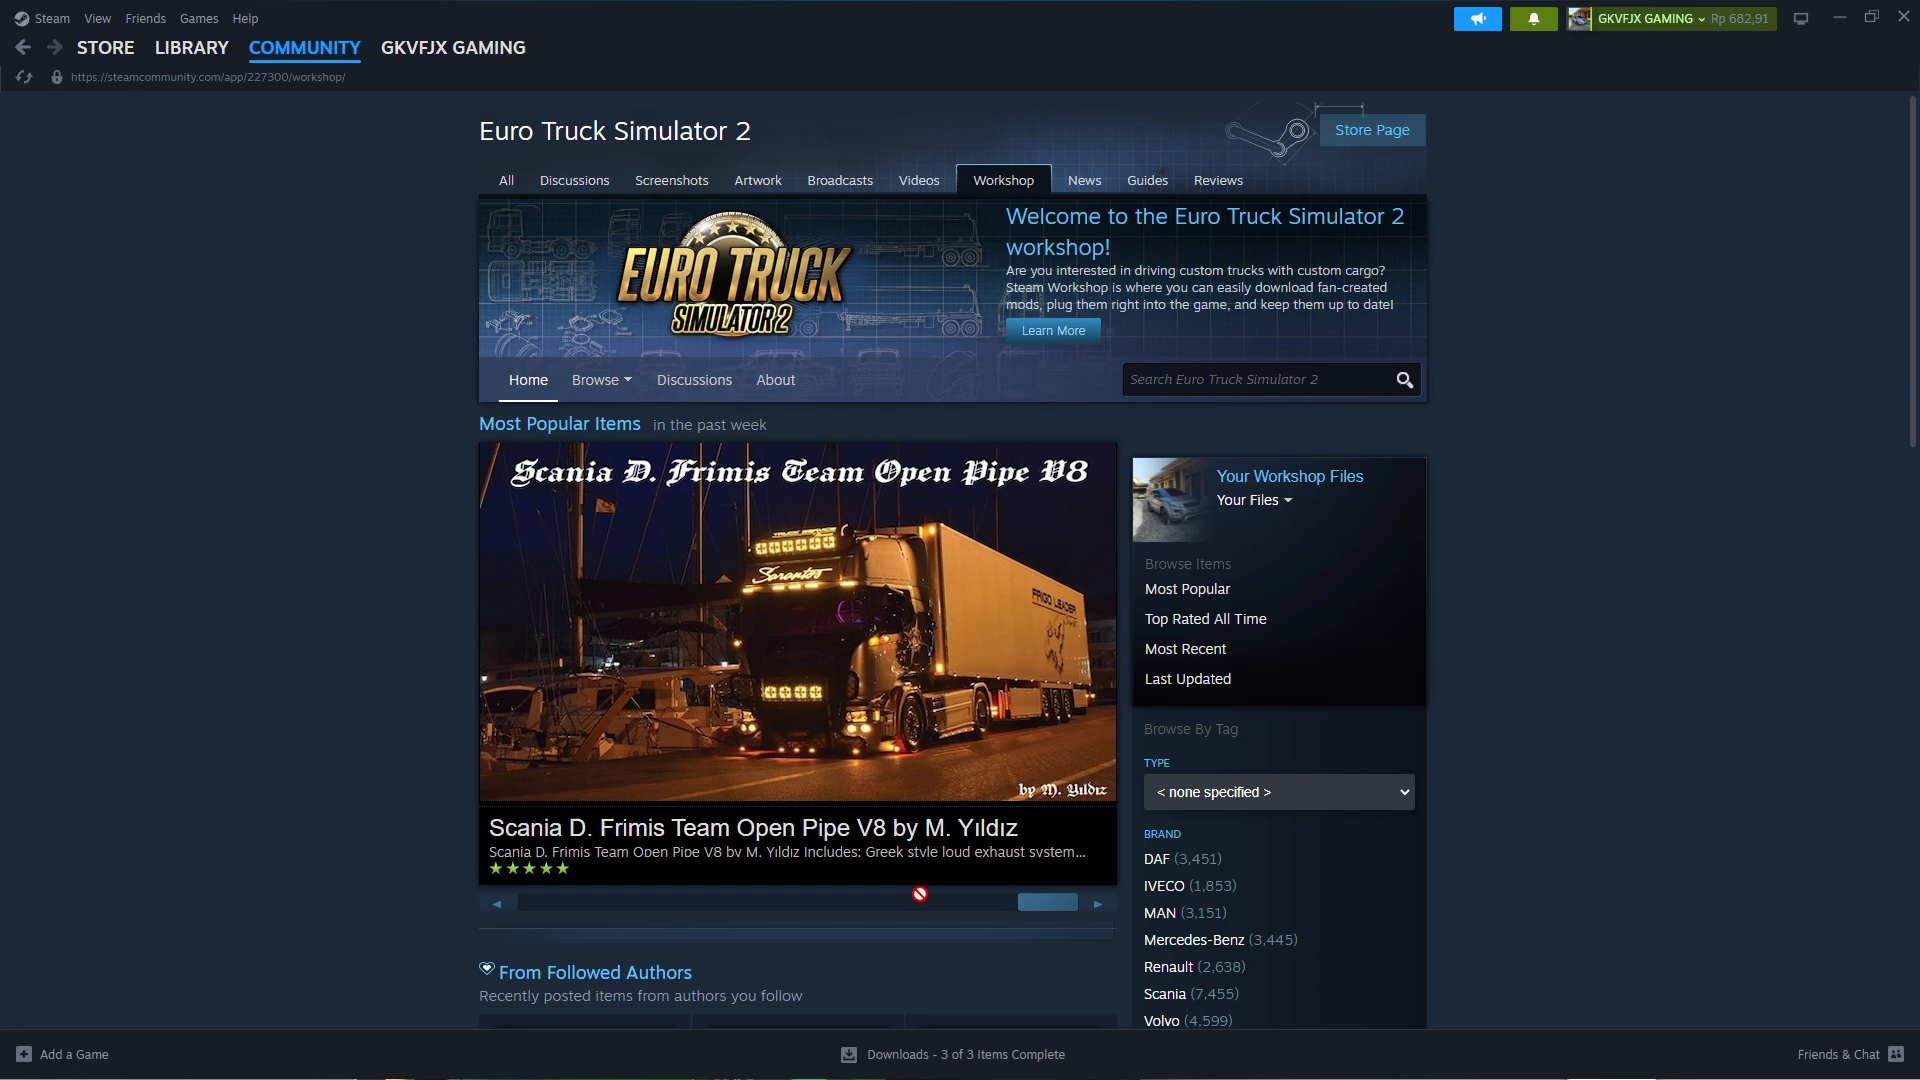 Steam View Friends Games Help
GKVFJX GAMING Rp 682,91
STORE LIBRARY COMMUNITY GKVFJX GAMING
https://steamcommunity.com/app/227300/workshop/
Euro Truck Simulator 2
Store Page
All Discussions Screenshots Artwork Broadcasts Videos Workshop News Guides Reviews
EURO TRUCK
SIMULATOR 2
Welcome to the Euro Truck Simulator 2
workshop!
Are you interested in driving custom trucks with custom cargo?
Steam Workshop is where you can easily download fan-created
mods, plug them right into the game, and keep them up to date!
Learn More
Home Browse Discussions About
Search Euro Truck Simulator 2
Most Popular Items in the past week
Scania D. Frimis Team Open Pipe V8
Sarantos
FRIGO LEADER
by M. Yıldız
Scania D. Frimis Team Open Pipe V8 by M. Yıldız
Scania D. Frimis Team Open Pipe V8 by M. Yıldız Includes: Greek style loud exhaust system...
Your Workshop Files
Your Files
Browse Items
Most Popular
Top Rated All Time
Most Recent
Last Updated
Browse By Tag
TYPE
< none specified >
BRAND
DAF (3,451)
IVECO (1,853)
MAN (3,151)
Mercedes-Benz (3,445)
Renault (2,638)
Scania (7,455)
Volvo (4,599)
From Followed Authors
Recently posted items from authors you follow
Add a Game
Downloads - 3 of 3 Items Complete
Friends & Chat